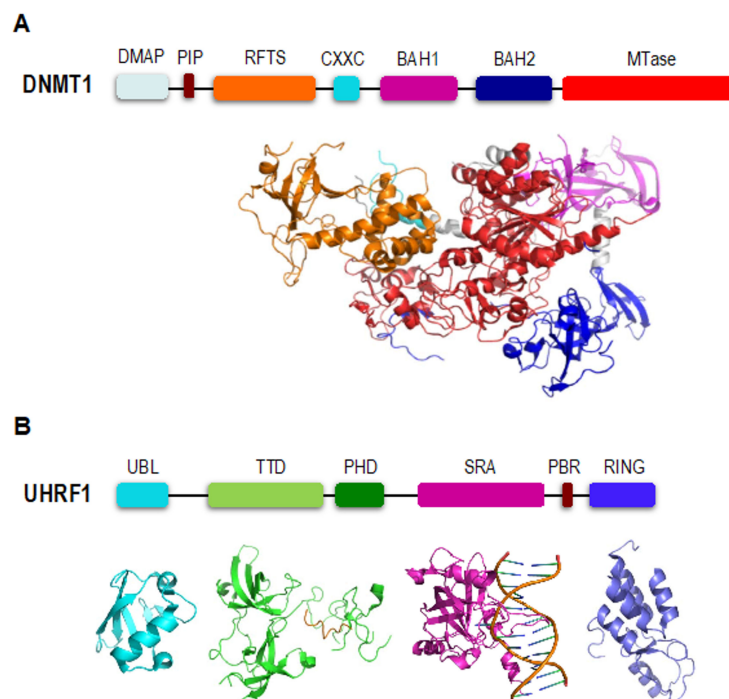 A
DMAP PIP RFTS CXXC BAH1 BAH2 MTase
DNMT1
B
UBL TTD PHD SRA PBR RING
UHRF1